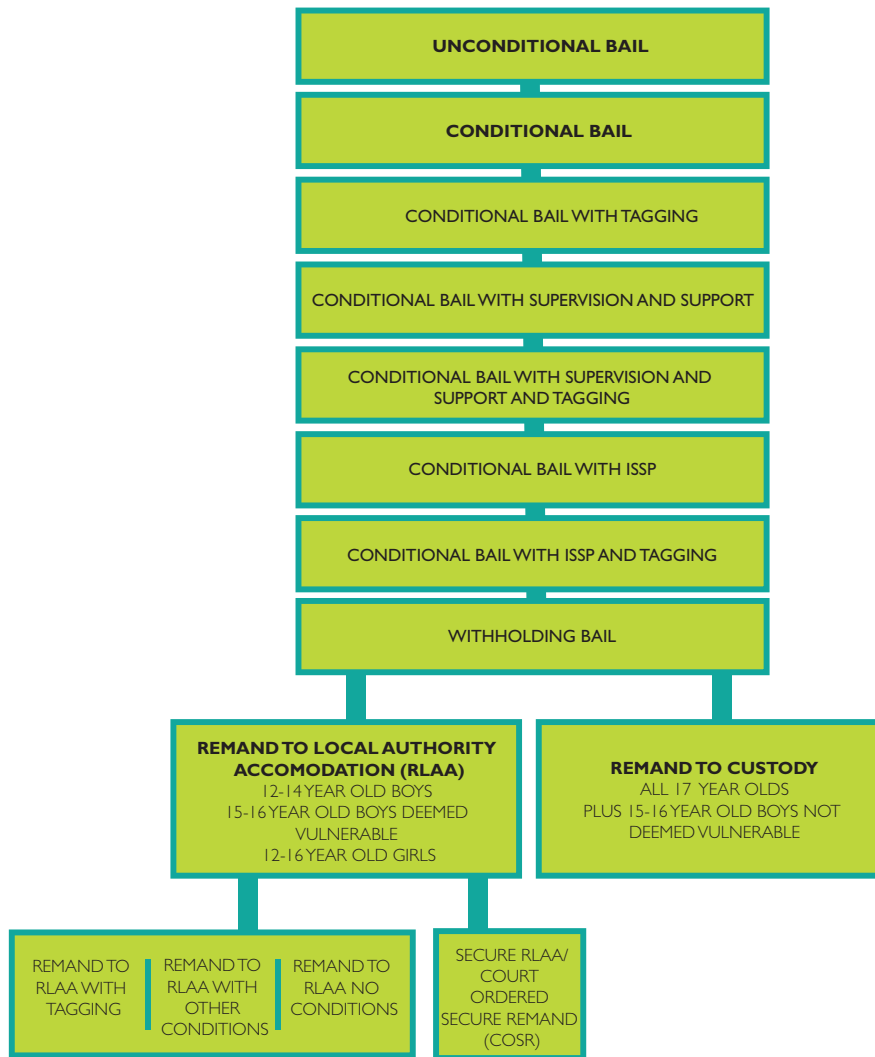 UNCONDITIONAL BAIL
CONDITIONAL BAIL
CONDITIONAL BAIL WITH TAGGING
CONDITIONAL BAIL WITH SUPERVISION AND SUPPORT
CONDITIONAL BAIL WITH SUPERVISION AND
SUPPORT AND TAGGING
CONDITIONAL BAIL WITH ISSP
CONDITIONAL BAIL WITH ISSP AND TAGGING
WITHHOLDING BAIL
REMAND TO LOCAL AUTHORITY
ACCOMODATION (RLAA)
12-14 YEAR OLD BOYS
15-16 YEAR OLD BOYS DEEMED
VULNERABLE
12-16 YEAR OLD GIRLS
REMAND TO CUSTODY
ALL 17 YEAR OLDS
PLUS 15-16 YEAR OLD BOYS NOT
DEEMED VULNERABLE
REMAND TO
RLAA WITH
TAGGING
REMAND TO
RLAA WITH
OTHER
CONDITIONS
REMAND TO
RLAA NO
CONDITIONS
SECURE RLAA/
COURT
ORDERED
SECURE REMAND
(COSR)